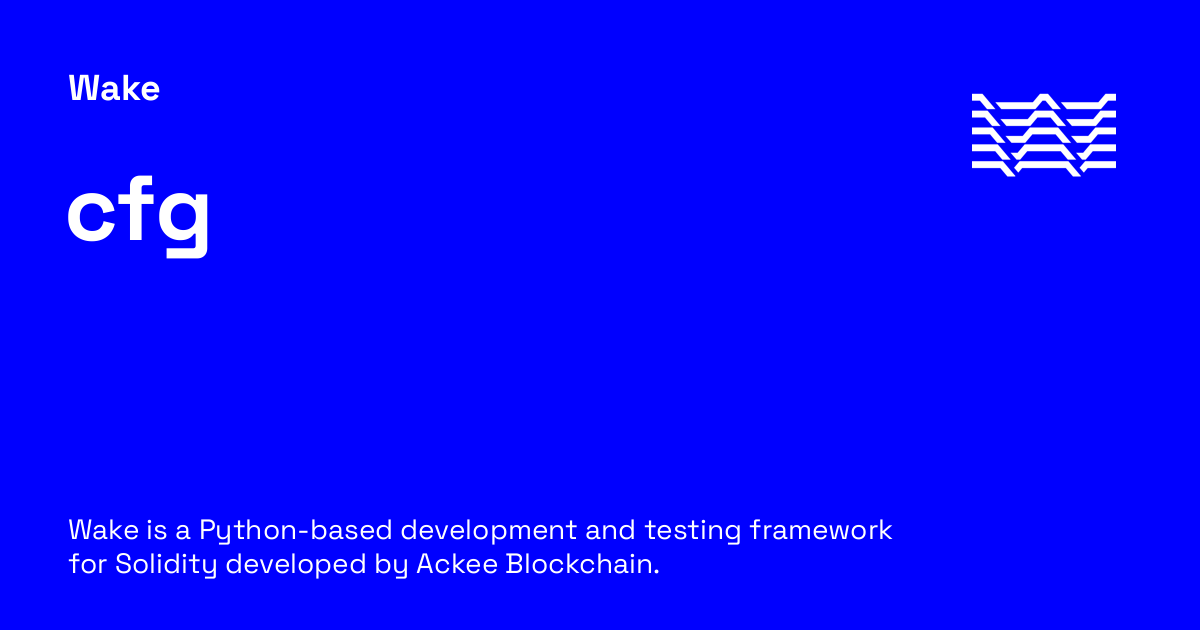 Wake
cfg
Wake is a Python-based development and testing framework
for Solidity developed by Ackee Blockchain.